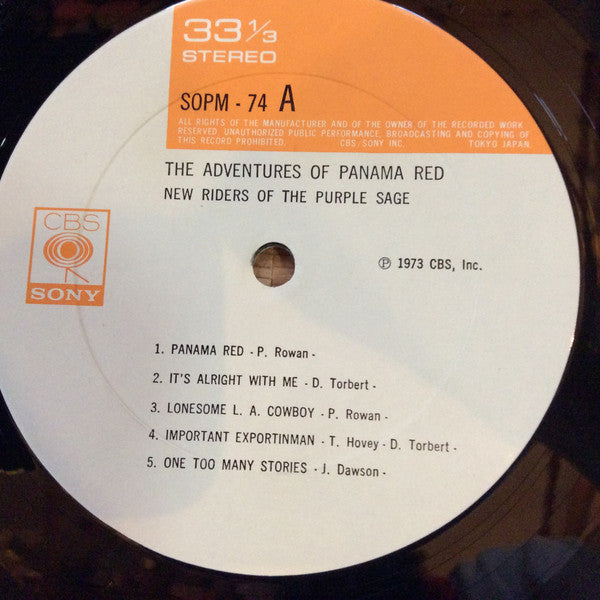 33 1/3
STEREO
SOPM - 74 A
ALL RIGHTS OF THE MANUFACTURER AND OF THE OWNER OF THE RECORDED WORK
RESERVED. UNAUTHORIZED PUBLIC PERFORMANCE, BROADCASTING AND COPYING OF
THIS RECORD PROHIBITED. CBS/SONY INC. TOKYO JAPAN.
THE ADVENTURES OF PANAMA RED
NEW RIDERS OF THE PURPLE SAGE
CBS
SONY
℗ 1973 CBS, Inc.
1. PANAMA RED - P. Rowan -
2. IT'S ALRIGHT WITH ME - D. Torbert -
3. LONESOME L. A. COWBOY - P. Rowan -
4. IMPORTANT EXPORTINMAN - T. Hovey - D. Torbert -
5. ONE TOO MANY STORIES - J. Dawson -